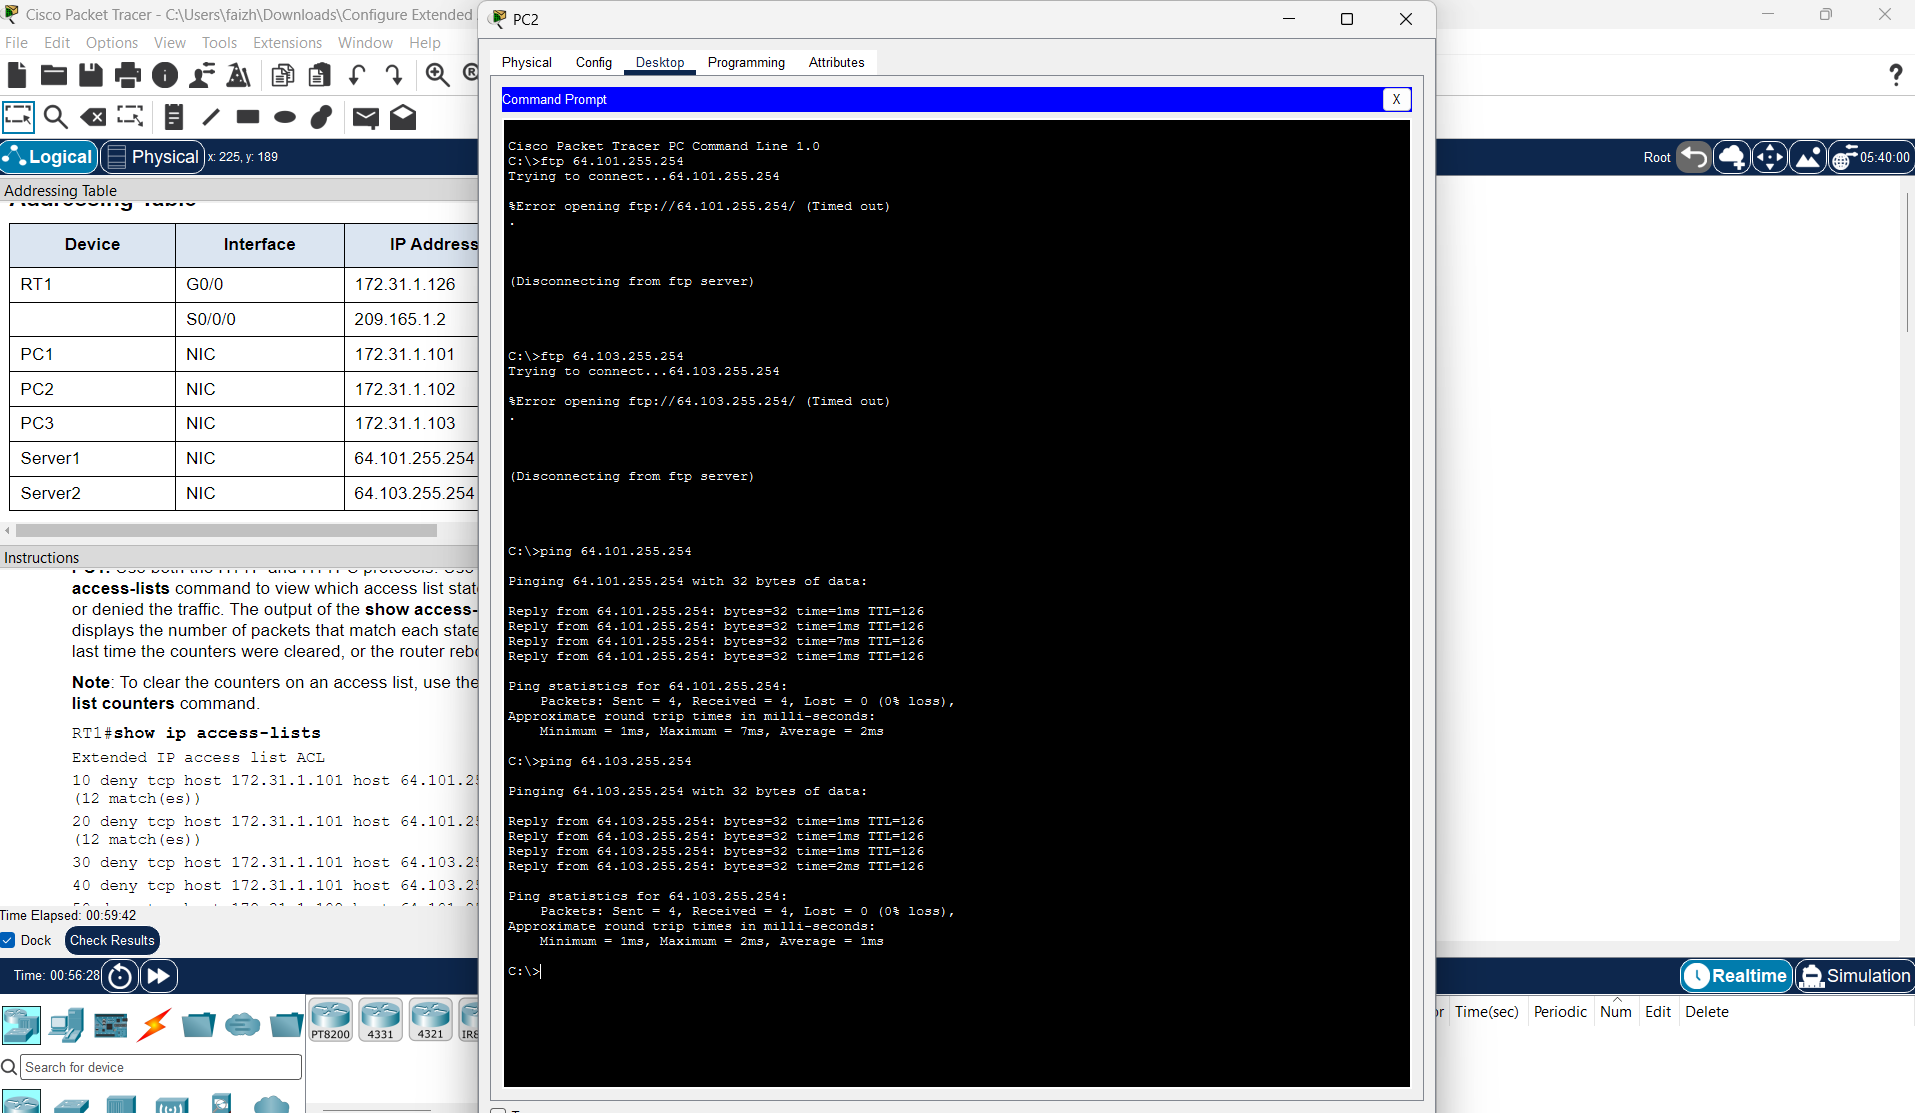 Cisco Packet Tracer - C:\Users\faizh\Downloads\Configure Extended
File Edit Options View Tools Extensions Window Help
Logical Physical x: 225, y: 189
Addressing Table
Addressing Table
Device Interface IP Address
RT1 G0/0 172.31.1.126
S0/0/0 209.165.1.2
PC1 NIC 172.31.1.101
PC2 NIC 172.31.1.102
PC3 NIC 172.31.1.103
Server1 NIC 64.101.255.254
Server2 NIC 64.103.255.254
Instructions
access-lists command to view which access list
or denied the traffic. The output of the show access-
displays the number of packets that match each
last time the counters were cleared, or the router
Note: To clear the counters on an access list, use the
list counters command.
RT1#show ip access-lists
Extended IP access list ACL
10 deny tcp host 172.31.1.101 host 64.101.25
(12 match(es))
20 deny tcp host 172.31.1.101 host 64.101.25
(12 match(es))
30 deny tcp host 172.31.1.101 host 64.103.25
40 deny tcp host 172.31.1.101 host 64.103.25
Time Elapsed: 00:59:42
Dock Check Results
Time: 00:56:28
PT8200 4331 4321 IR8
Search for device
PC2
Physical Config Desktop Programming Attributes
Command Prompt X
Cisco Packet Tracer PC Command Line 1.0
C:\>ftp 64.101.255.254
Trying to connect...64.101.255.254
%Error opening ftp://64.101.255.254/ (Timed out)
.
(Disconnecting from ftp server)
C:\>ftp 64.103.255.254
Trying to connect...64.103.255.254
%Error opening ftp://64.103.255.254/ (Timed out)
.
(Disconnecting from ftp server)
C:\>ping 64.101.255.254
Pinging 64.101.255.254 with 32 bytes of data:
Reply from 64.101.255.254: bytes=32 time=1ms TTL=126
Reply from 64.101.255.254: bytes=32 time=1ms TTL=126
Reply from 64.101.255.254: bytes=32 time=7ms TTL=126
Reply from 64.101.255.254: bytes=32 time=1ms TTL=126
Ping statistics for 64.101.255.254:
Packets: Sent = 4, Received = 4, Lost = 0 (0% loss),
Approximate round trip times in milli-seconds:
Minimum = 1ms, Maximum = 7ms, Average = 2ms
C:\>ping 64.103.255.254
Pinging 64.103.255.254 with 32 bytes of data:
Reply from 64.103.255.254: bytes=32 time=1ms TTL=126
Reply from 64.103.255.254: bytes=32 time=1ms TTL=126
Reply from 64.103.255.254: bytes=32 time=1ms TTL=126
Reply from 64.103.255.254: bytes=32 time=2ms TTL=126
Ping statistics for 64.103.255.254:
Packets: Sent = 4, Received = 4, Lost = 0 (0% loss),
Approximate round trip times in milli-seconds:
Minimum = 1ms, Maximum = 2ms, Average = 1ms
C:\>
?
Root 05:40:00
Realtime Simulation
Time(sec) Periodic Num Edit Delete